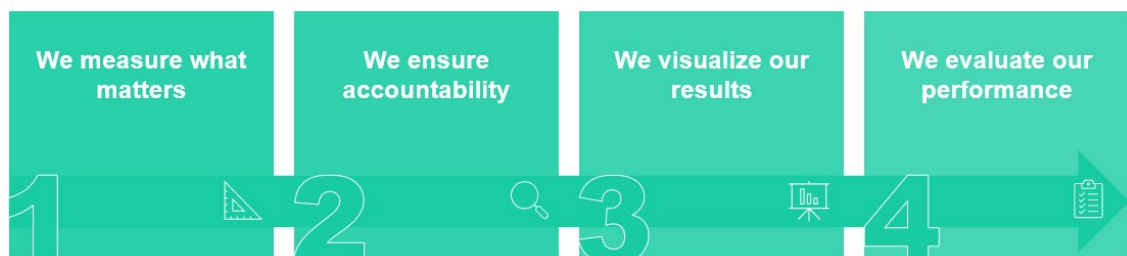 We measure what
matters
1
We ensure
accountability
2
We visualize our
results
3
We evaluate our
performance
4